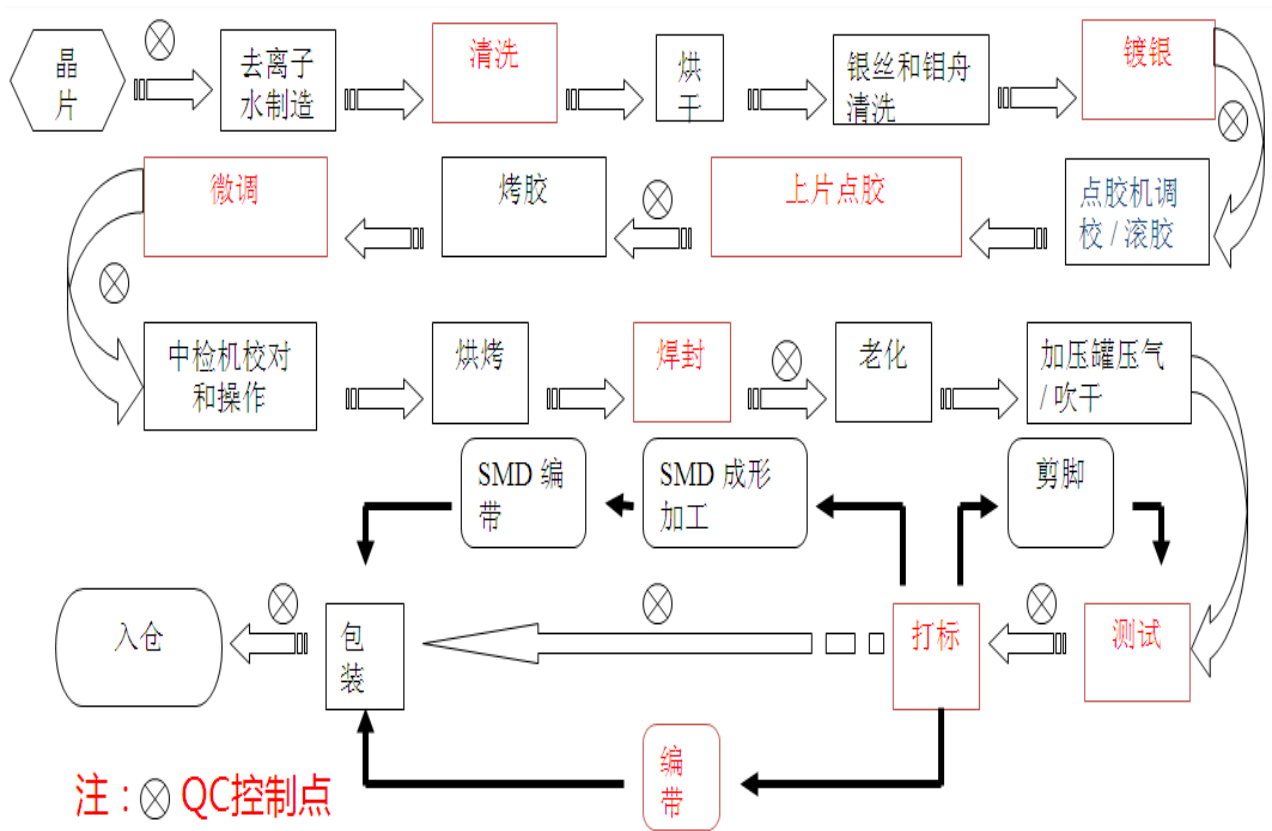 晶
片
去离子
水制造
清洗
烘
干
银丝和钼舟
清洗
镀银
微调
烤胶
上片点胶
点胶机调
校 / 滚胶
中检机校对
和操作
烘烤
焊封
老化
加压罐压气
/ 吹干
SMD 编
带
SMD 成形
加工
剪脚
入仓
包
装
打标
测试
编
带
注：⊗ QC控制点